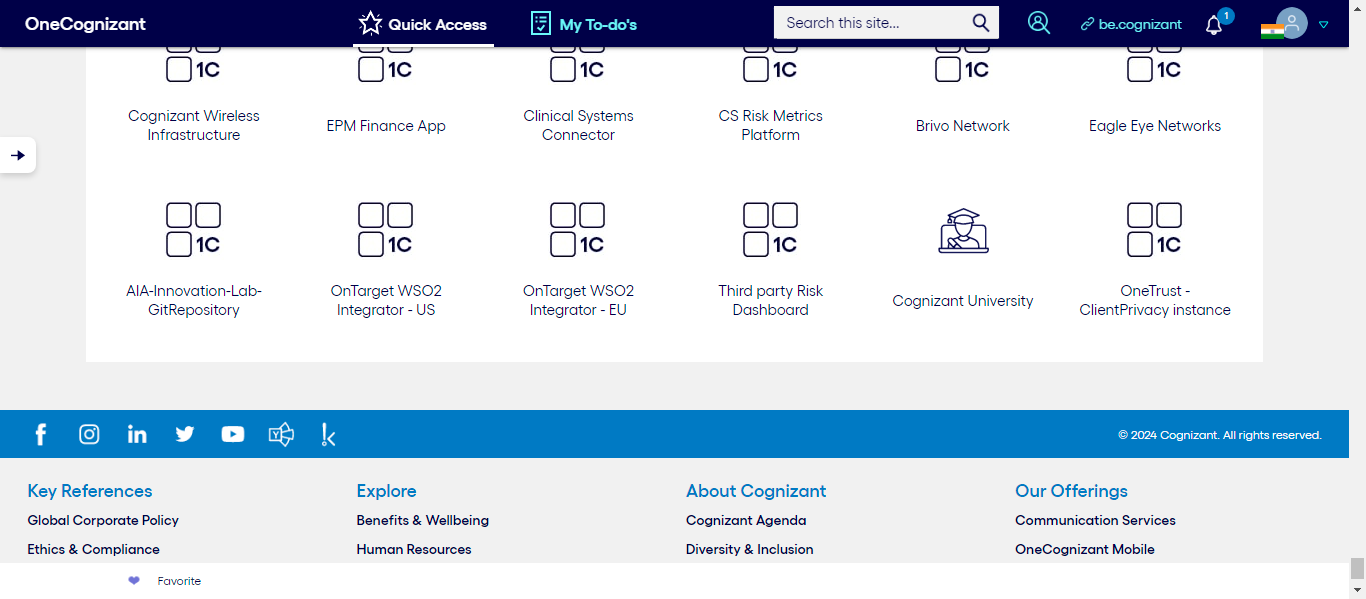 OneCognizant
Quick Access
My To-do's
Search this site...
be.cognizant
1
1C
1C
1C
1C
1C
1C
Cognizant Wireless
Infrastructure
EPM Finance App
Clinical Systems
Connector
CS Risk Metrics
Platform
Brivo Network
Eagle Eye Networks
1C
1C
1C
1C
1C
AIA-Innovation-Lab-
GitRepository
OnTarget WSO2
Integrator - US
OnTarget WSO2
Integrator - EU
Third party Risk
Dashboard
Cognizant University
OneTrust -
ClientPrivacy instance
© 2024 Cognizant. All rights reserved.
Key References
Global Corporate Policy
Ethics & Compliance
Explore
Benefits & Wellbeing
Human Resources
About Cognizant
Cognizant Agenda
Diversity & Inclusion
Our Offerings
Communication Services
OneCognizant Mobile
Favorite